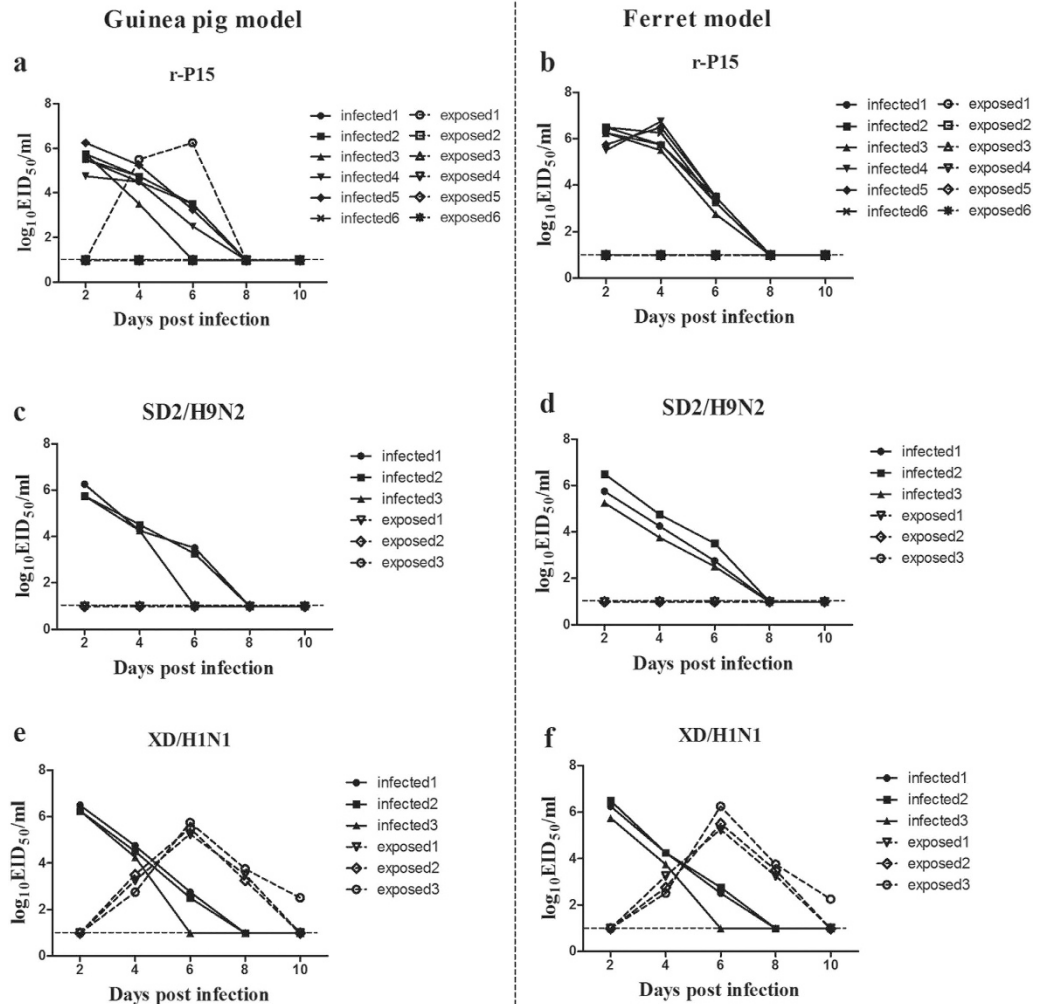 Guinea pig model
Ferret model
a
r-P15
8
6
4
2
0
2 4 6 8 10
log10EID50/ml
Days post infection
infected1 exposed1
infected2 exposed2
infected3 exposed3
infected4 exposed4
infected5 exposed5
infected6 exposed6
b
r-P15
8
6
4
2
0
2 4 6 8 10
log10EID50/ml
Days post infection
infected1 exposed1
infected2 exposed2
infected3 exposed3
infected4 exposed4
infected5 exposed5
infected6 exposed6
c
SD2/H9N2
8
6
4
2
0
2 4 6 8 10
log10EID50/ml
Days post infection
infected1
infected2
infected3
exposed1
exposed2
exposed3
d
SD2/H9N2
8
6
4
2
0
2 4 6 8 10
log10EID50/ml
Days post infection
infected1
infected2
infected3
exposed1
exposed2
exposed3
e
XD/H1N1
8
6
4
2
0
2 4 6 8 10
log10EID50/ml
Days post infection
infected1
infected2
infected3
exposed1
exposed2
exposed3
f
XD/H1N1
8
6
4
2
0
2 4 6 8 10
log10EID50/ml
Days post infection
infected1
infected2
infected3
exposed1
exposed2
exposed3